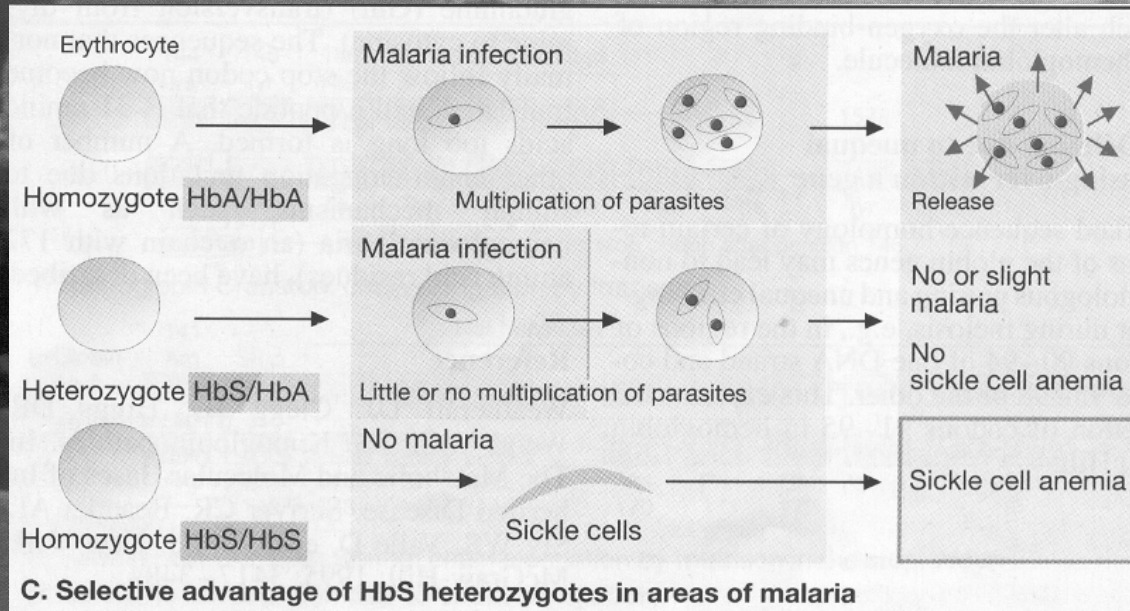 Erythrocyte
Malaria infection
Malaria
Homozygote HbA/HbA
Multiplication of parasites
Release
Malaria infection
No or slight
malaria
No
sickle cell anemia
Heterozygote HbS/HbA
Little or no multiplication of parasites
No malaria
Sickle cells
Sickle cell anemia
Homozygote HbS/HbS
C. Selective advantage of HbS heterozygotes in areas of malaria